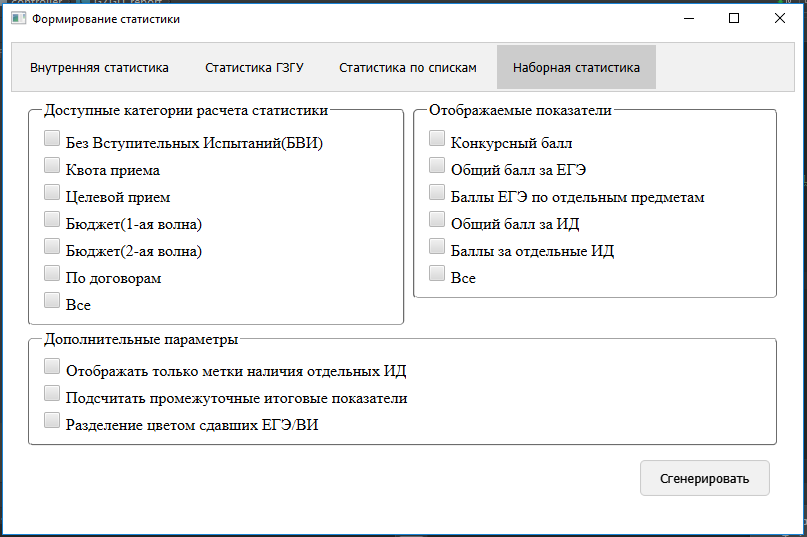 Формирование статистики
Внутренняя статистика
Статистика ГЗГУ
Статистика по спискам
Наборная статистика
Доступные категории расчета статистики
Без Вступительных Испытаний(БВИ)
Квота приема
Целевой прием
Бюджет(1-ая волна)
Бюджет(2-ая волна)
По договорам
Все
Отображаемые показатели
Конкурсный балл
Общий балл за ЕГЭ
Баллы ЕГЭ по отдельным предметам
Общий балл за ИД
Баллы за отдельные ИД
Все
Дополнительные параметры
Отображать только метки наличия отдельных ИД
Подсчитать промежуточные итоговые показатели
Разделение цветом сдавших ЕГЭ/ВИ
Сгенерировать